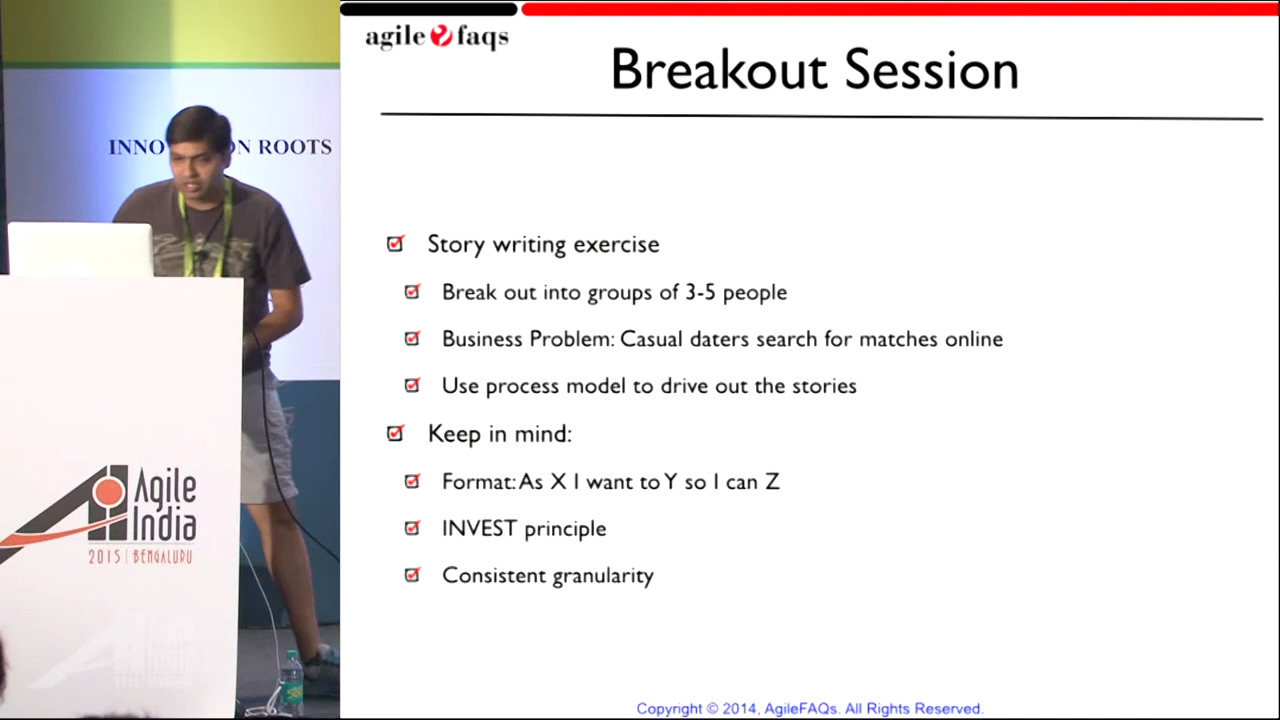 agile faqs
Breakout Session
INNO ON ROOTS
Story writing exercise
Break out into groups of 3-5 people
Business Problem: Casual daters search for matches online
Use process model to drive out the stories
Keep in mind:
Format: As X I want to Y so I can Z
INVEST principle
Consistent granularity
Agile
India
2015 | BENGALURU
Copyright © 2014, AgileFAQs. All Rights Reserved.